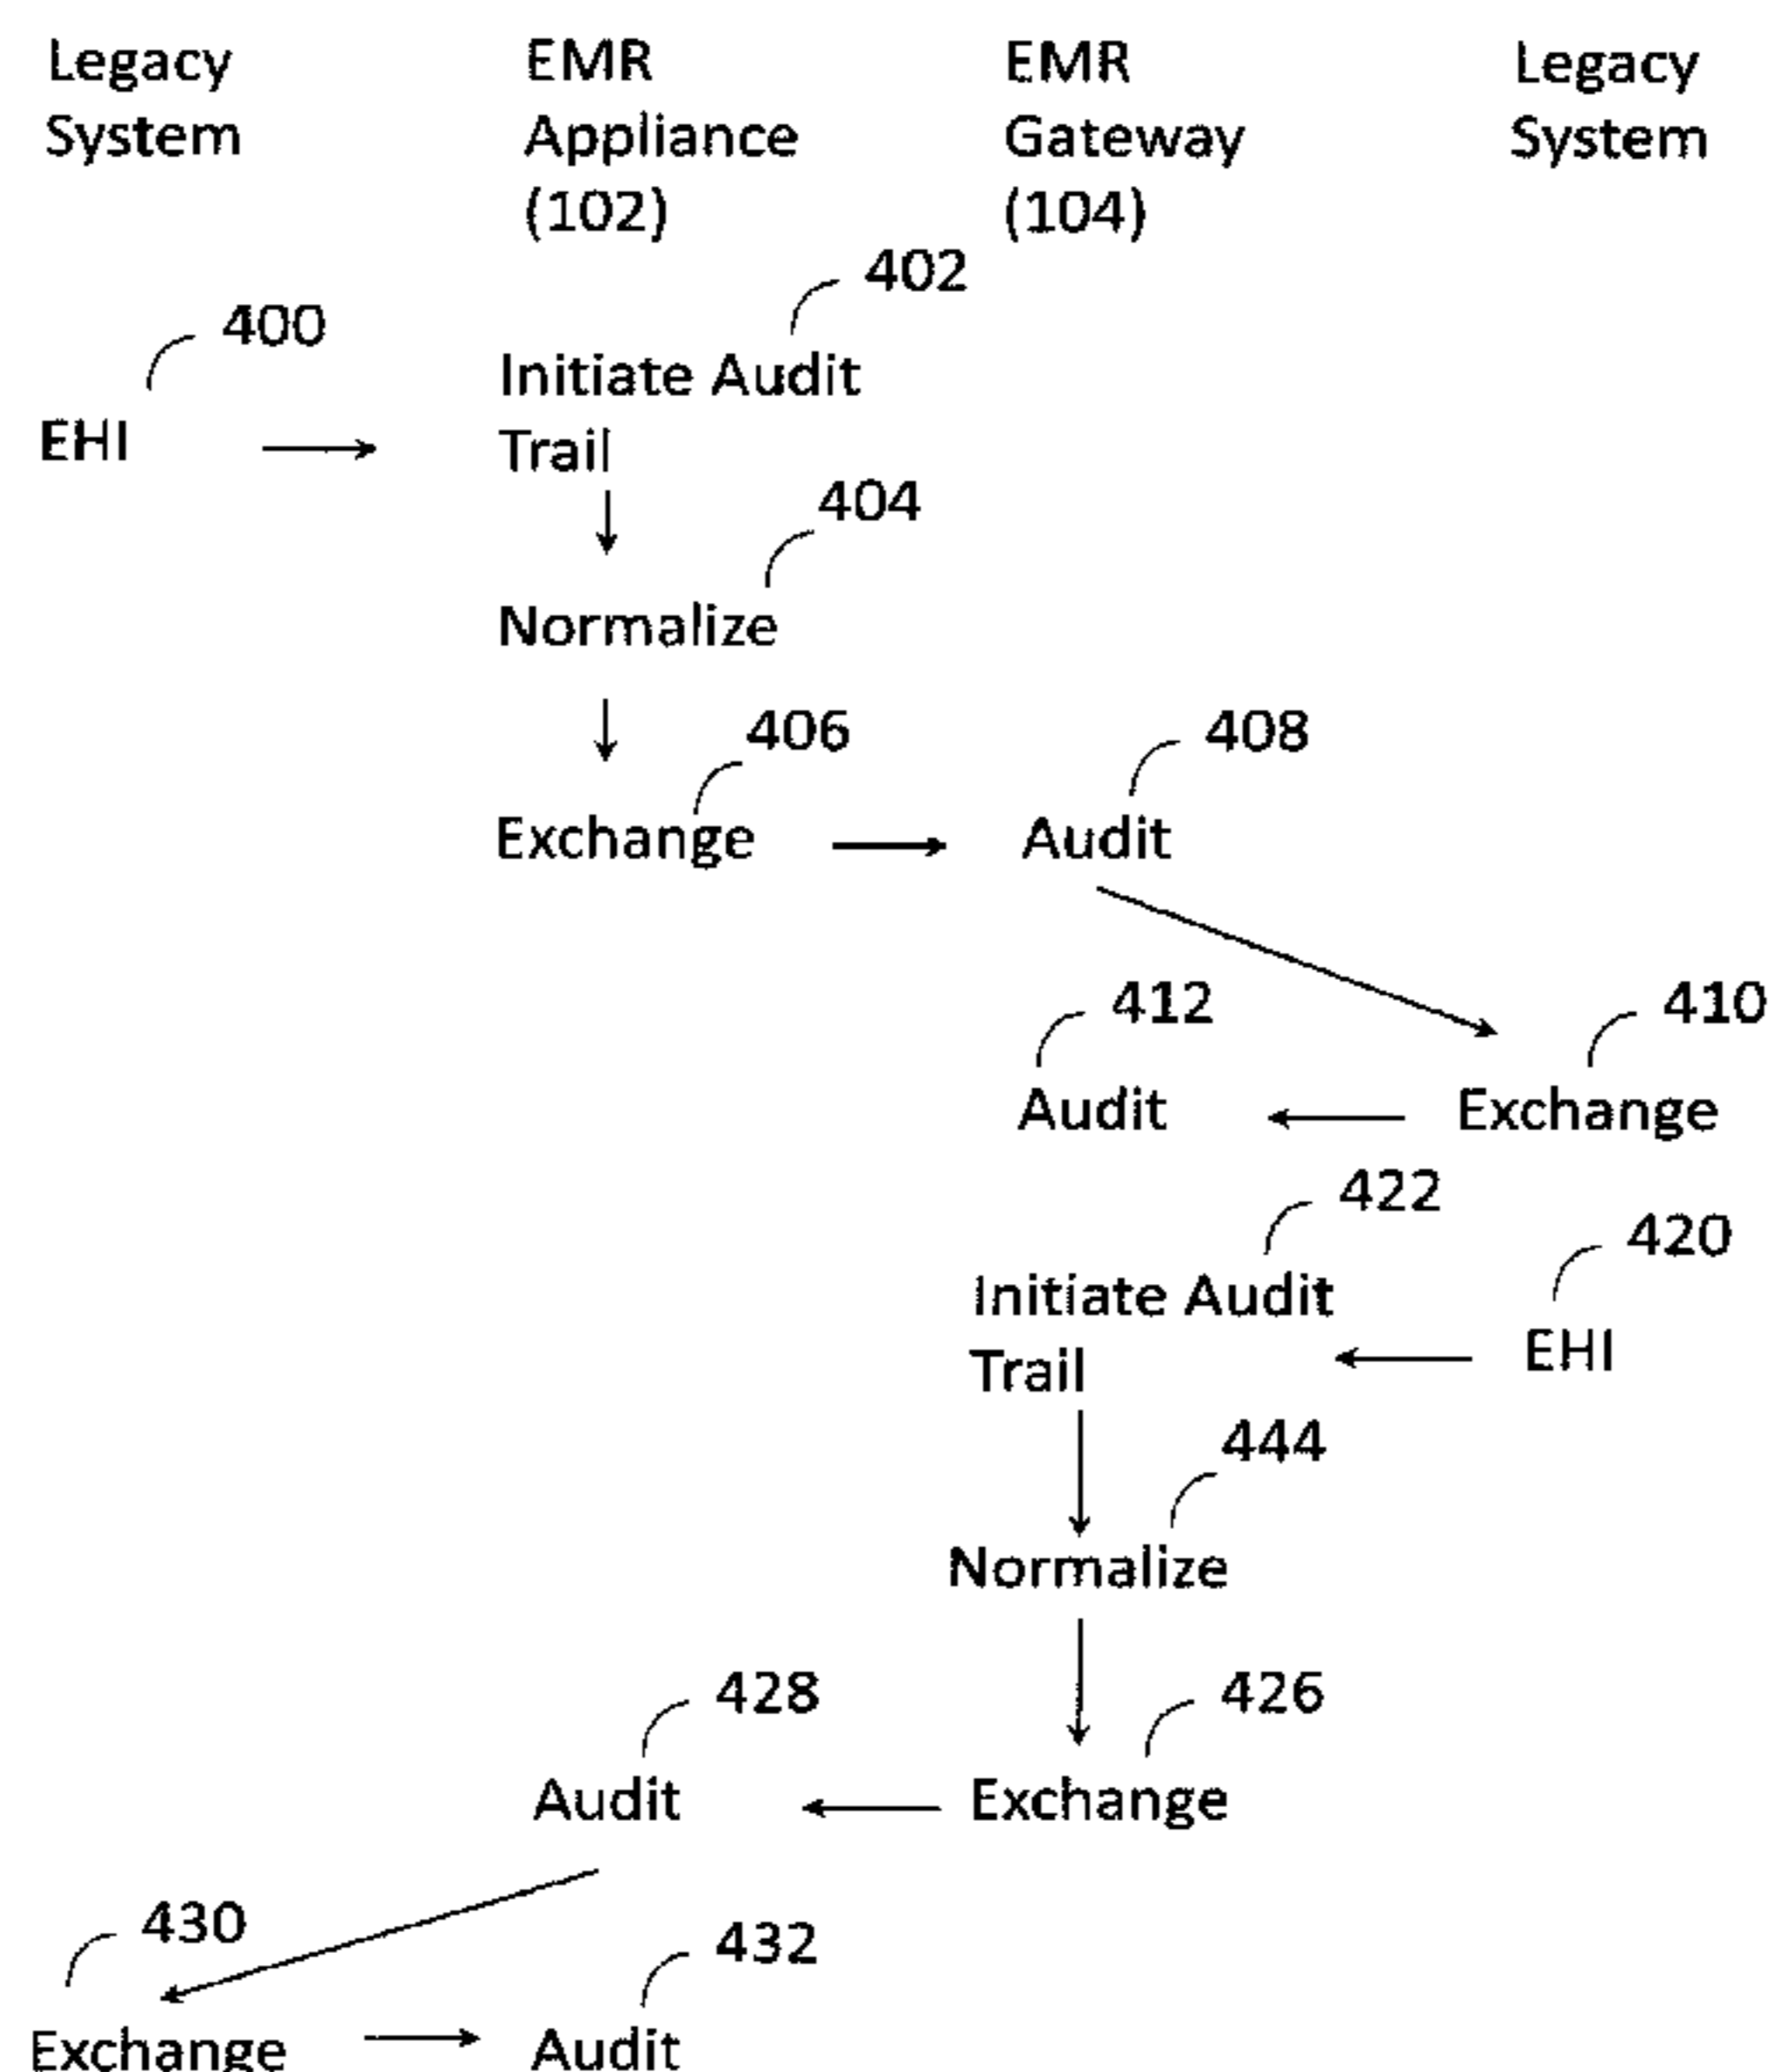 Legacy
System
EMR
Appliance
(102)
EMR
Gateway
(104)
Legacy
System
402
400
Initiate Audit
Trail
EHI
404
Normalize
406
408
Exchange
Audit
412
410
Audit
Exchange
422
420
Initiate Audit
Trail
EHI
444
Normalize
428
426
Audit
Exchange
430
432
Exchange
Audit